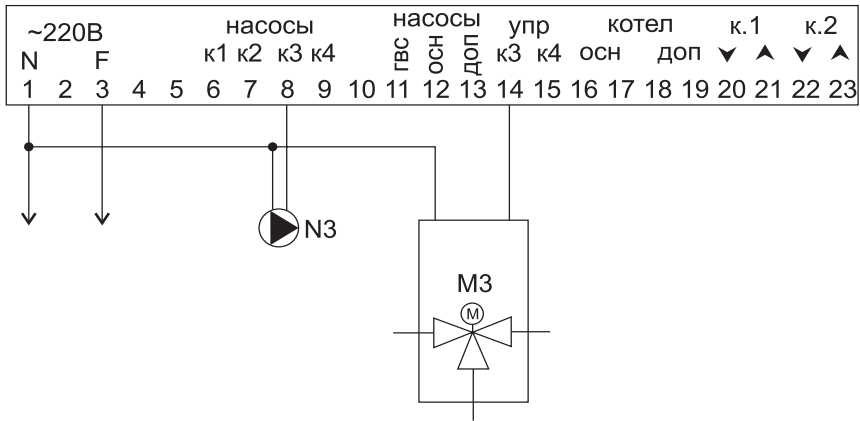 ~220В насосы насосы упр котел к.1 к.2
N F к1 к2 к3 к4 гвс осн доп к3 к4 осн доп
1 2 3 4 5 6 7 8 9 10 11 12 13 14 15 16 17 18 19 20 21 22 23
N3
М3
М